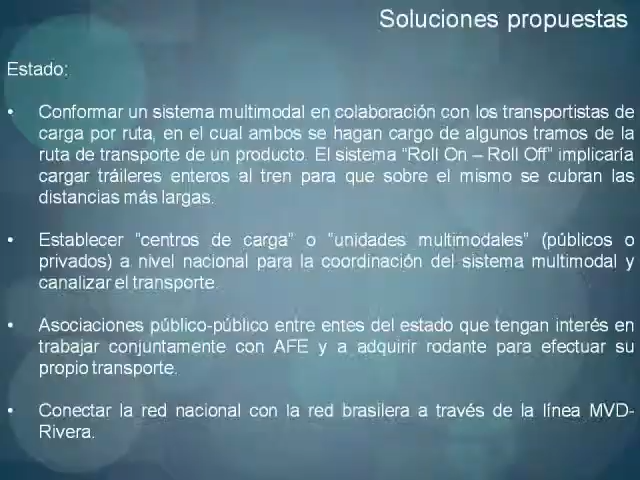 Soluciones propuestas
Estado:
• Conformar un sistema multimodal en colaboración con los transportistas de
carga por ruta, en el cual ambos se hagan cargo de algunos tramos de la
ruta de transporte de un producto. El sistema “Roll On – Roll Off” implicaría
cargar tráileres enteros al tren para que sobre el mismo se cubran las
distancias más largas.
• Establecer “centros de carga” o “unidades multimodales” (públicos o
privados) a nivel nacional para la coordinación del sistema multimodal y
canalizar el transporte.
• Asociaciones público-público entre entes del estado que tengan interés en
trabajar conjuntamente con AFE y a adquirir rodante para efectuar su
propio transporte.
• Conectar la red nacional con la red brasilera a través de la línea MVD-
Rivera.